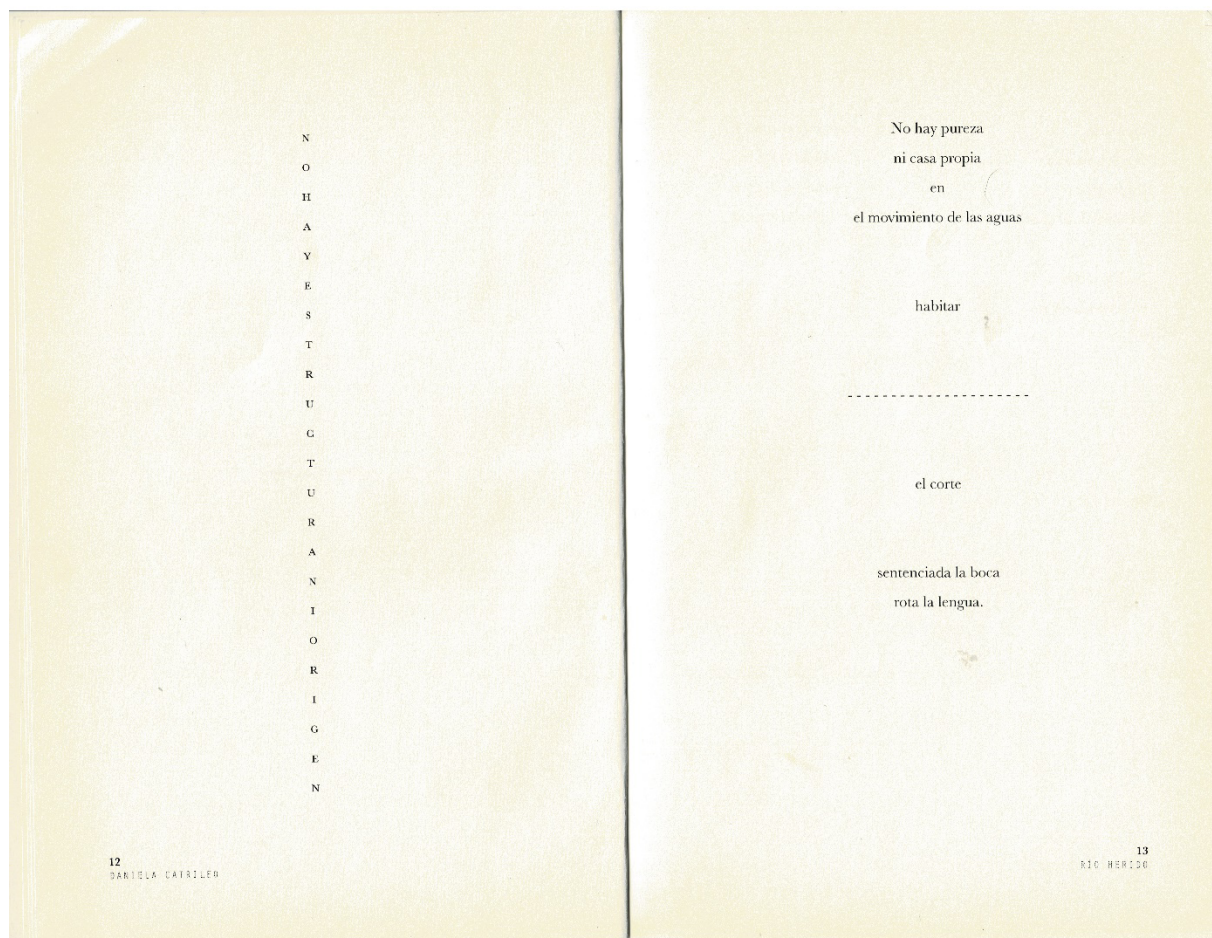 N
O
H
A
Y
E
S
T
R
U
C
T
U
R
A
N
I
O
R
I
G
E
N
12
DANIELA CATRILEO
No hay pureza
ni casa propia
en
el movimiento de las aguas
habitar
---------------------
el corte
sentenciada la boca
rota la lengua.
13
RÍO HERIDO